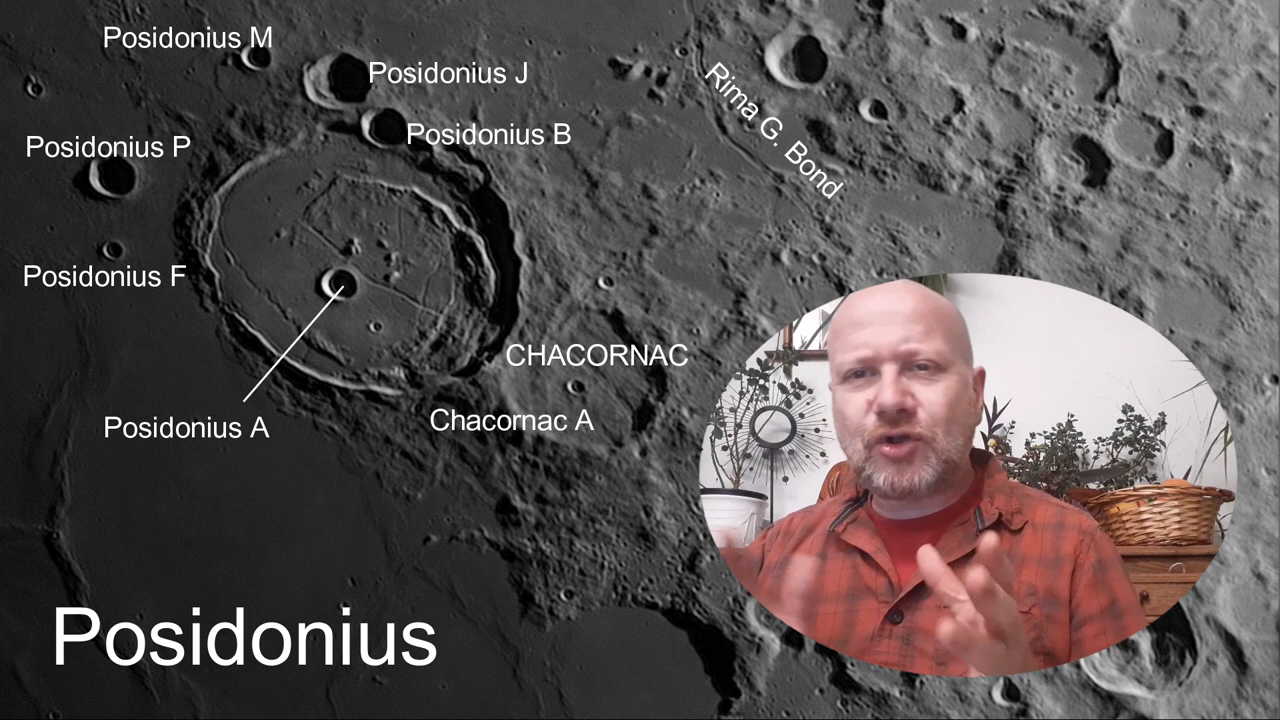 Posidonius M
Posidonius J
Posidonius B
Rima G. Bond
Posidonius P
Posidonius F
CHACORNAC
Chacornac A
Posidonius A
Posidonius